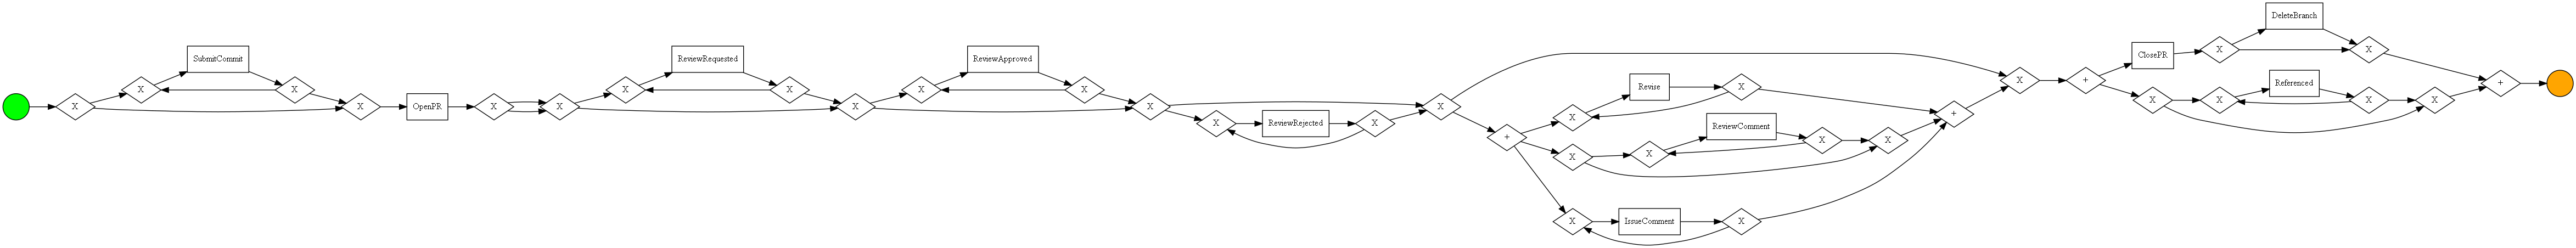 X
X
SubmitCommit
X
X
OpenPR
X
X
X
ReviewRequested
X
X
X
ReviewApproved
X
X
X
ReviewRejected
X
X
+
X
Revise
X
X
X
ReviewComment
X
X
X
IssueComment
X
+
X
+
ClosePR
X
DeleteBranch
X
X
X
Referenced
X
X
+